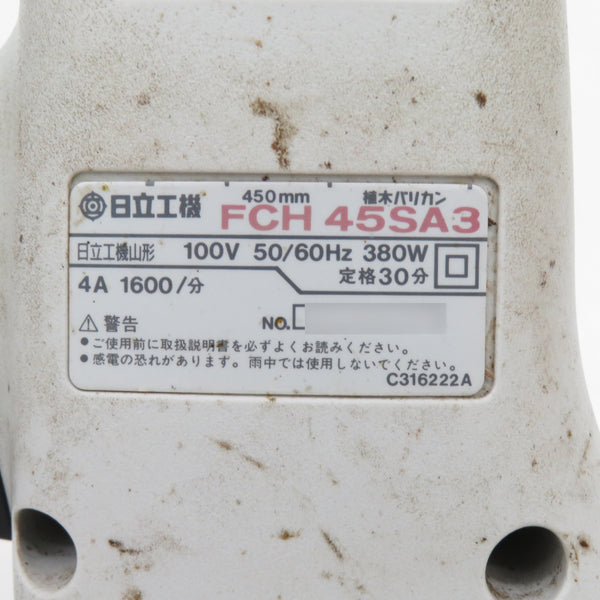 450mm 植木バリカン
日立工機 FCH 45SA3
日立工機山形 100V 50/60Hz 380W
4A 1600/分 定格30分
⚠警告 NO.
●ご使用前に取扱説明書を必ずよくお読みください。
●感電の恐れがあります。雨中では使用しないでください。
C316222A